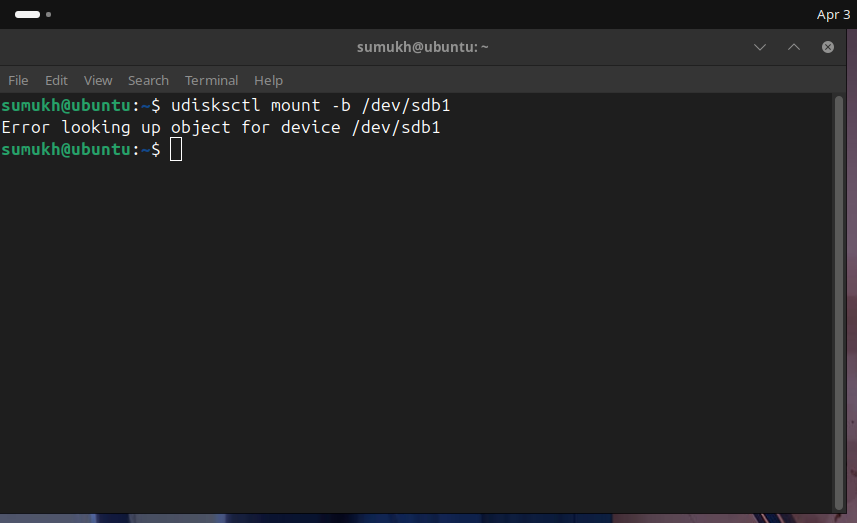 Apr 3
sumukh@ubuntu: ~
File Edit View Search Terminal Help
sumukh@ubuntu:~$ udisksctl mount -b /dev/sdb1
Error looking up object for device /dev/sdb1
sumukh@ubuntu:~$